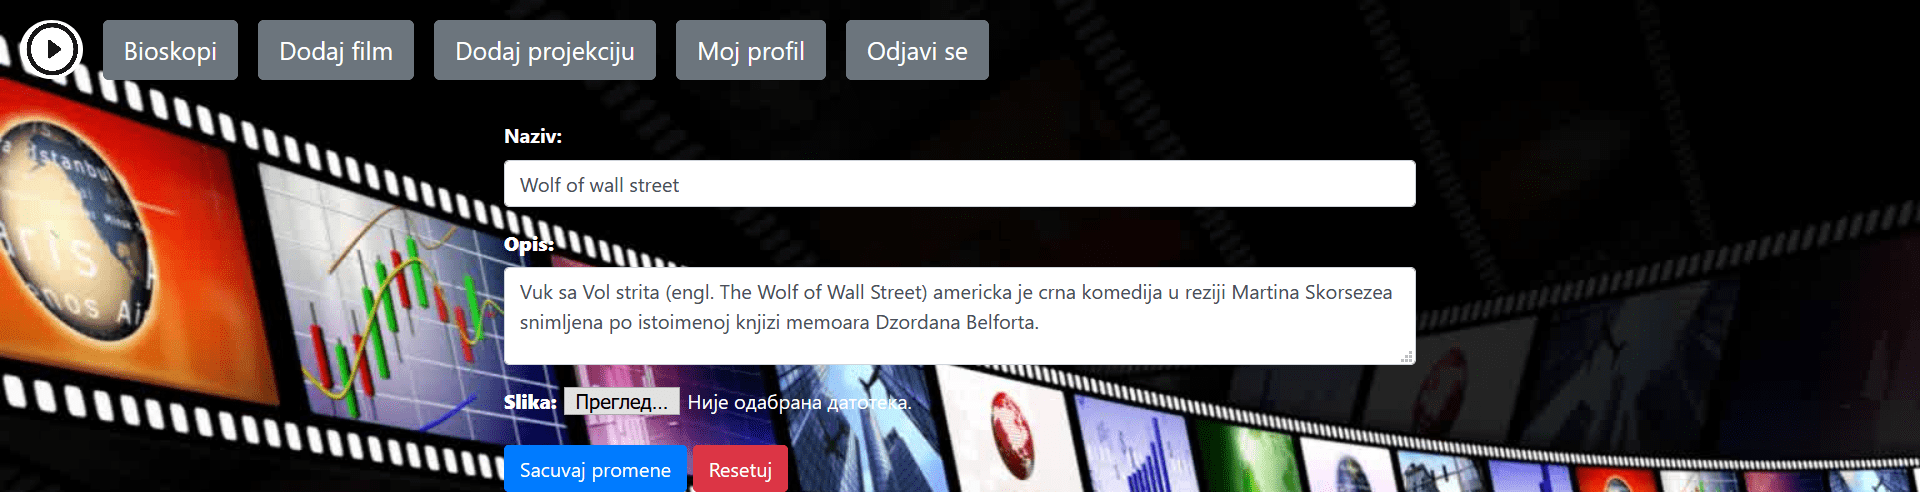 Bioskopi Dodaj film Dodaj projekciju Moj profil Odjavi se
Naziv:
Wolf of wall street
Opis:
Vuk sa Vol strita (engl. The Wolf of Wall Street) americka je crna komedija u reziji Martina Skorsezea
snimljena po istoimenoj knjizi memoara Dzordana Belforta.
Slika: Преглед... Није одабрана датотека.
Sacuvaj promene Resetuj